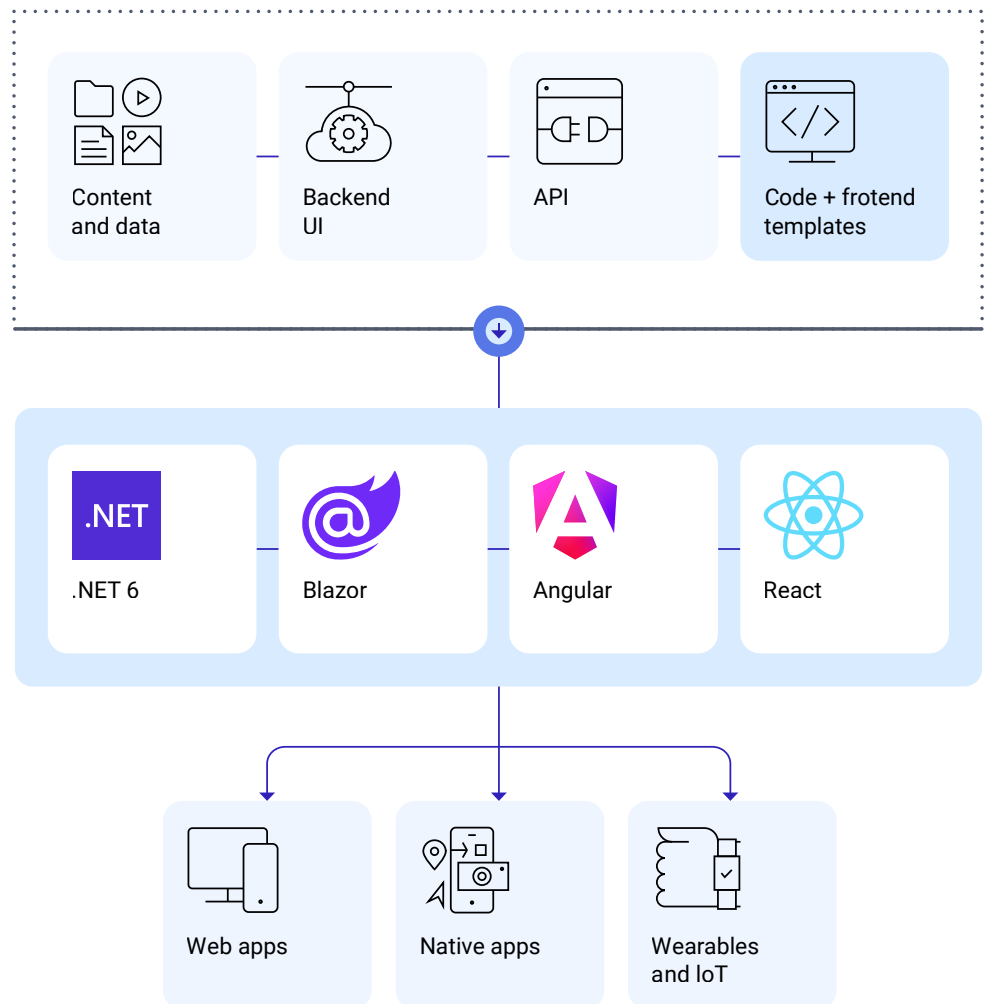 Content
and data
Backend
UI
API
Code + frotend
templates
.NET
.NET 6
Blazor
Angular
React
Web apps
Native apps
Wearables
and IoT